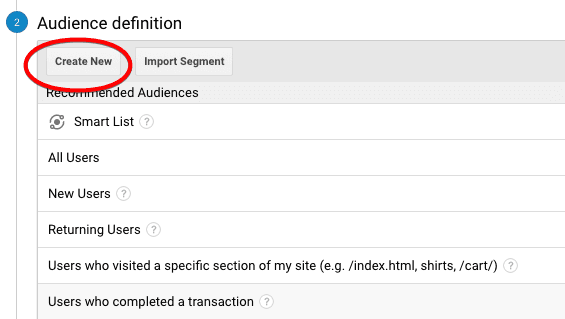 2 Audience definition
Create New Import Segment
Recommended Audiences
Smart List ?
All Users
New Users ?
Returning Users ?
Users who visited a specific section of my site (e.g. /index.html, shirts, /cart/) ?
Users who completed a transaction ?